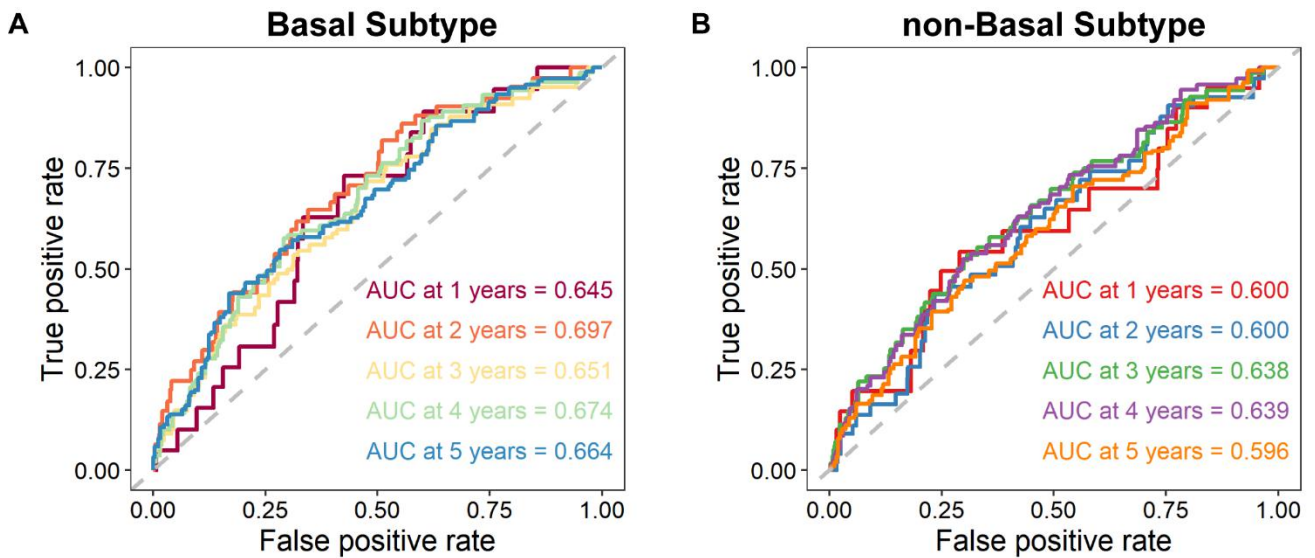 A
Basal Subtype
True positive rate
1.00
0.75
0.50
0.25
0.00
AUC at 1 years = 0.645
AUC at 2 years = 0.697
AUC at 3 years = 0.651
AUC at 4 years = 0.674
AUC at 5 years = 0.664
0.00 0.25 0.50 0.75 1.00
False positive rate
B
non-Basal Subtype
True positive rate
1.00
0.75
0.50
0.25
0.00
AUC at 1 years = 0.600
AUC at 2 years = 0.600
AUC at 3 years = 0.638
AUC at 4 years = 0.639
AUC at 5 years = 0.596
0.00 0.25 0.50 0.75 1.00
False positive rate